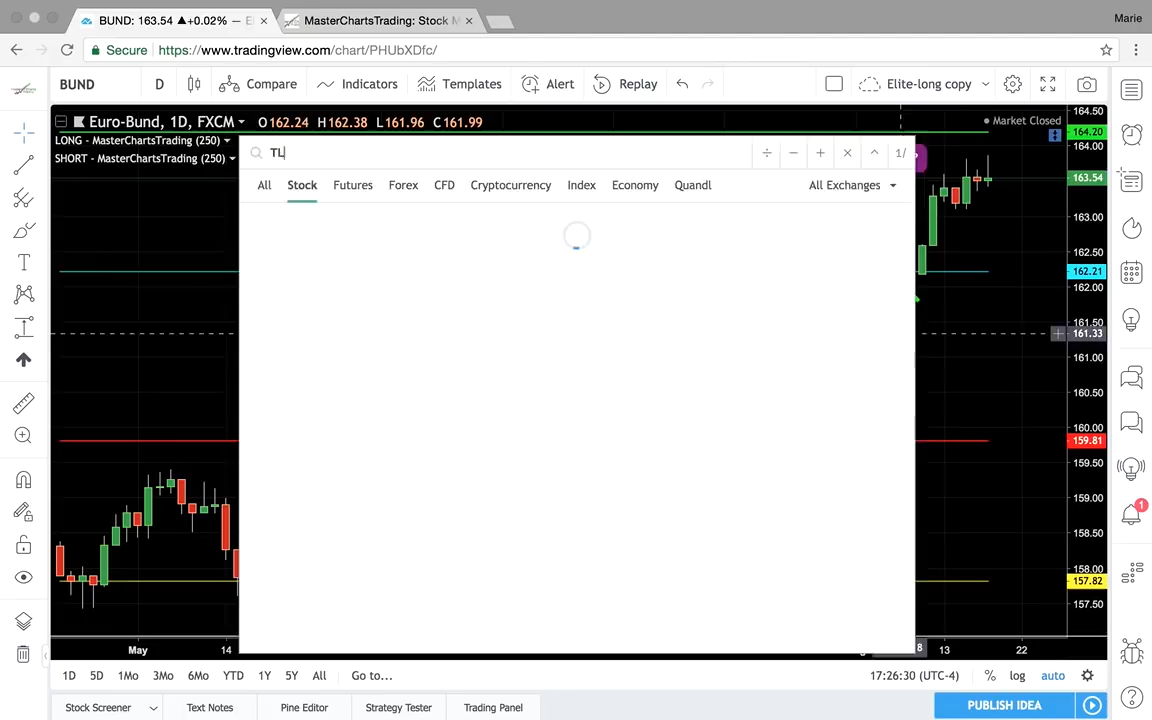 BUND: 163.54 ▲+0.02% —
MasterChartsTrading: Stock M
Marie
Secure https://www.tradingview.com/chart/PHUbXDfc/
BUND D Compare Indicators Templates Alert Replay Elite-long copy
Euro-Bund, 1D, FXCM O162.24 H162.38 L161.96 C161.99
Market Closed
LONG - MasterChartsTrading (250)
SHORT - MasterChartsTrading (250)
TL
÷ − + × ^ 1/
All Stock Futures Forex CFD Cryptocurrency Index Economy Quandl All Exchanges
164.50
164.20
164.00
163.54
163.00
162.50
162.21
162.00
161.50
161.33
161.00
160.50
160.00
159.81
159.50
159.00
158.50
158.00
157.82
157.50
1
May 14 8 13 22
1D 5D 1Mo 3Mo 6Mo YTD 1Y 5Y All Go to... 17:26:30 (UTC-4) % log auto
Stock Screener Text Notes Pine Editor Strategy Tester Trading Panel PUBLISH IDEA